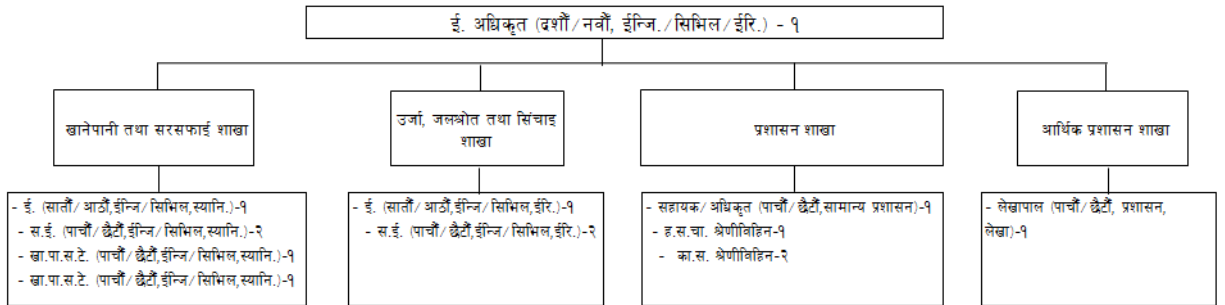 ई. अधिकृत (दशौँ/नवौँ, ईन्जि./सिभिल/ईरि.) - १
खानेपानी तथा सरसफाई शाखा
उर्जा, जलश्रोत तथा सिंचाइ
शाखा
प्रशासन शाखा
आर्थिक प्रशासन शाखा
- ई. (सातौँ/आठौँ,ईन्जि/सिभिल,स्यानि.)-१
- स.ई. (पाचौँ/छैटौँ,ईन्जि/सिभिल,स्यानि.)-२
- खा.पा.स.टे. (पाचौँ/छैटौँ,ईन्जि/सिभिल,स्यानि.)-१
- खा.पा.स.टे. (पाचौँ/छैटौँ,ईन्जि/सिभिल,स्यानि.)-१
- ई. (सातौँ/आठौँ,ईन्जि/सिभिल,ईरि.)-१
- स.ई. (पाचौँ/छैटौँ,ईन्जि/सिभिल,ईरि.)-२
- सहायक/अधिकृत (पाचौँ/छैटौँ,सामान्य प्रशासन)-१
- ह.स.चा. श्रेणीविहिन-१
- का.स. श्रेणीविहिन-२
- लेखापाल (पाचौँ/छैटौँ, प्रशासन,
लेखा)-१